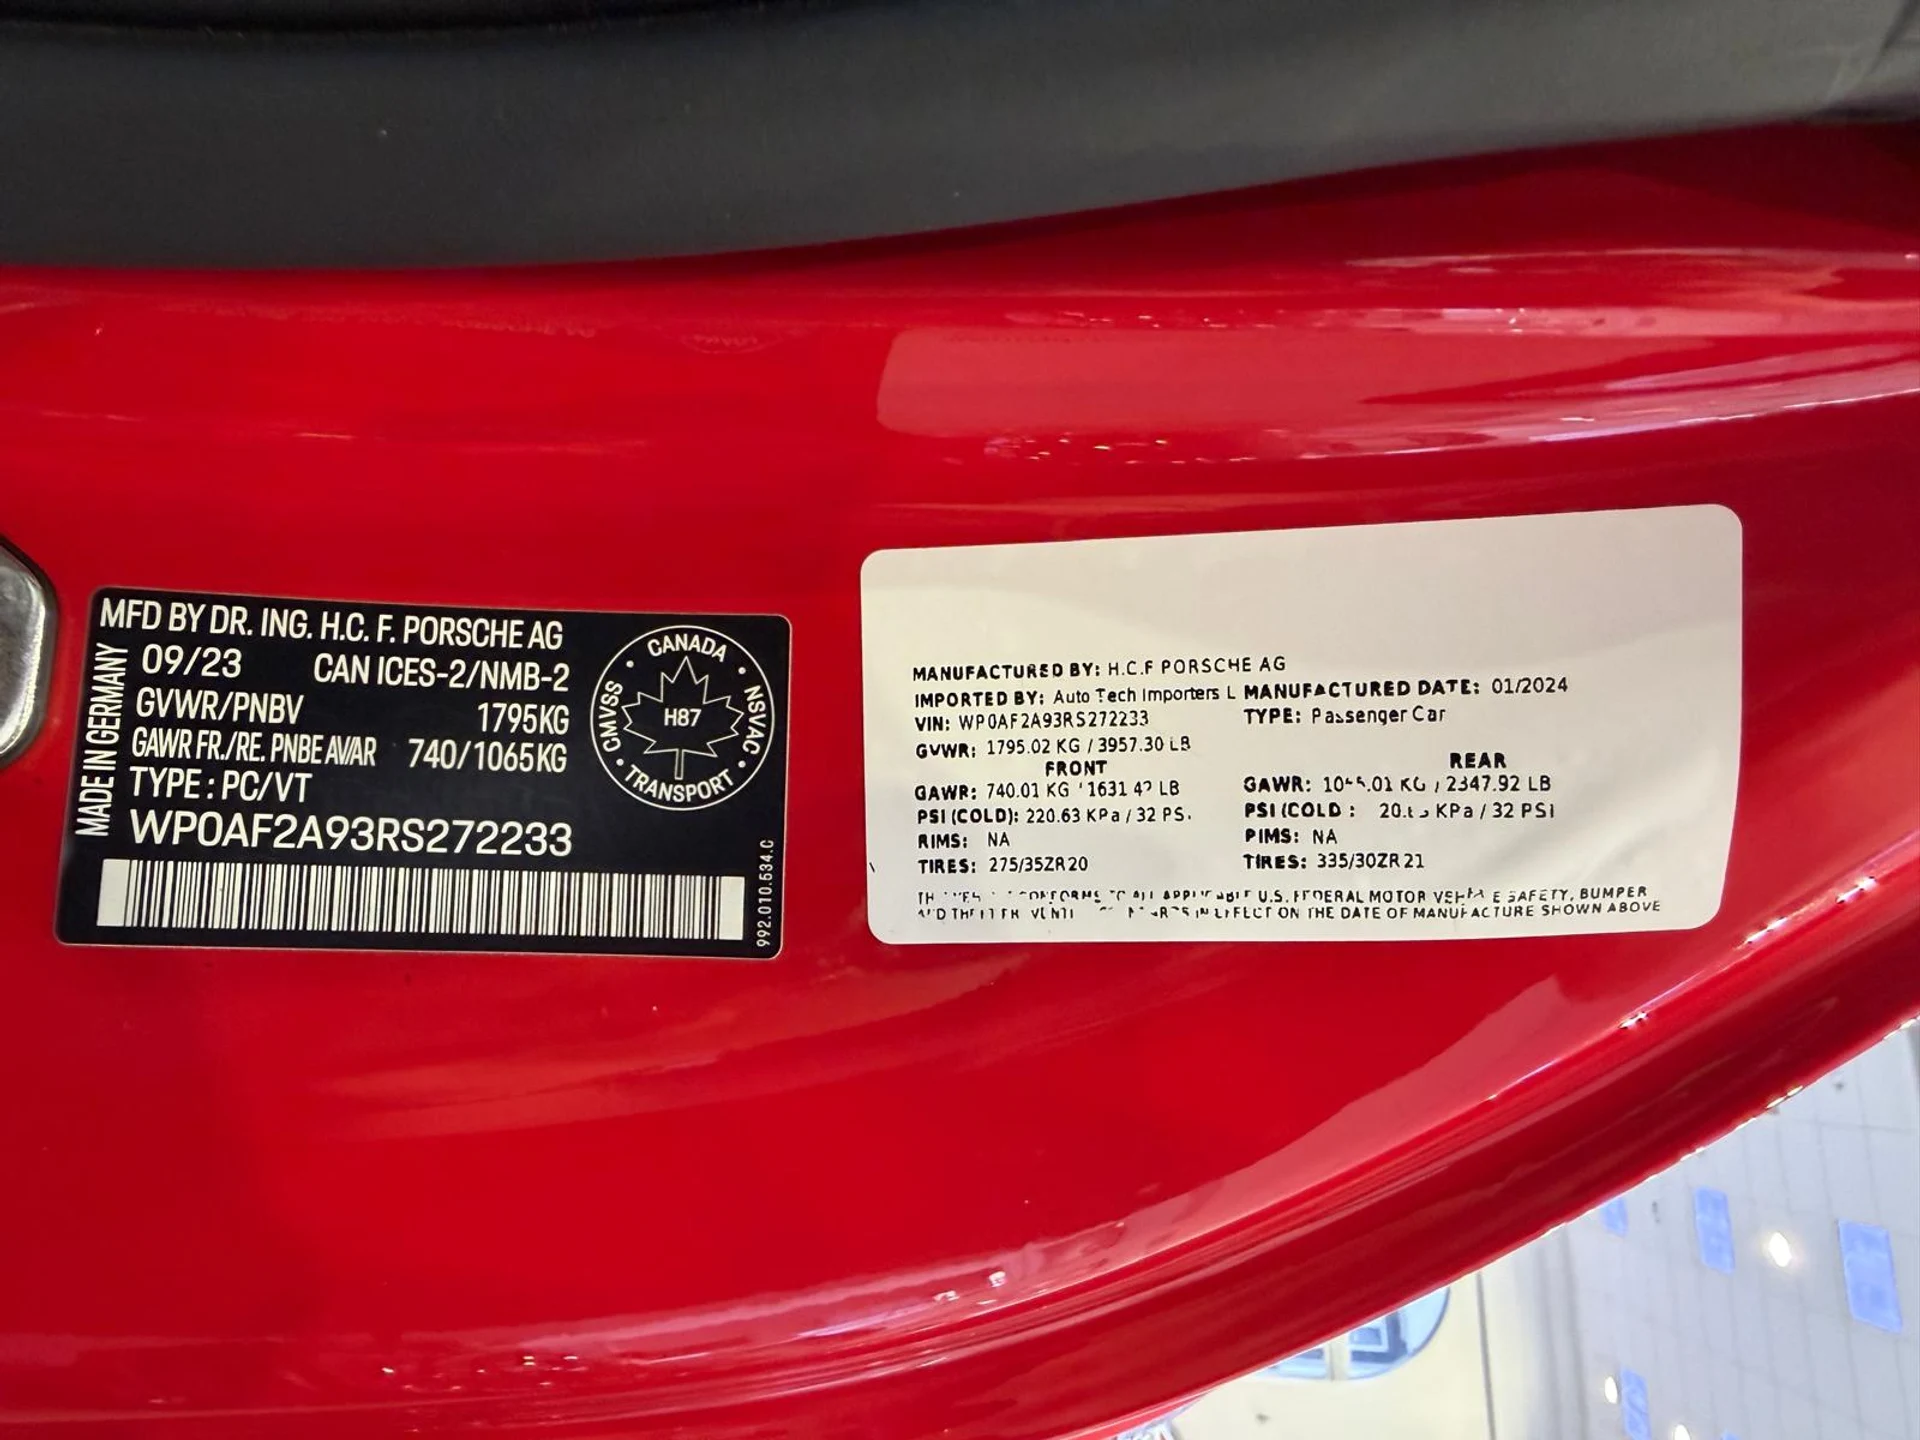 MFD BY DR. ING. H.C. F. PORSCHE AG
09/23 CAN ICES-2/NMB-2
GVWR/PNBV 1795KG
GAWR FR./RE. PNBE AV/AR 740/1065KG
TYPE : PC/VT
WP0AF2A93RS272233
MADE IN GERMANY
CANADA
NSVAC
TRANSPORT
CMVSS
H87
992.010.534.C
MANUFACTURED BY: H.C.F PORSCHE AG
IMPORTED BY: Auto Tech Importers L MANUFACTURED DATE: 01/2024
VIN: WP0AF2A93RS272233 TYPE: Passenger Car
GVWR: 1795.02 KG / 3957.30 LB
FRONT REAR
GAWR: 740.01 KG GAWR: KG / 2347.92 LB
PSI (COLD): 220.63 KPa / 32 PS. PSI (COLD : KPa / 32 PSI
RIMS: NA RIMS: NA
TIRES: 275/35ZR20 TIRES: 335/30ZR21
U.S. FEDERAL MOTOR VEHICLE SAFETY, BUMPER
IN EFFECT ON THE DATE OF MANUFACTURE SHOWN ABOVE